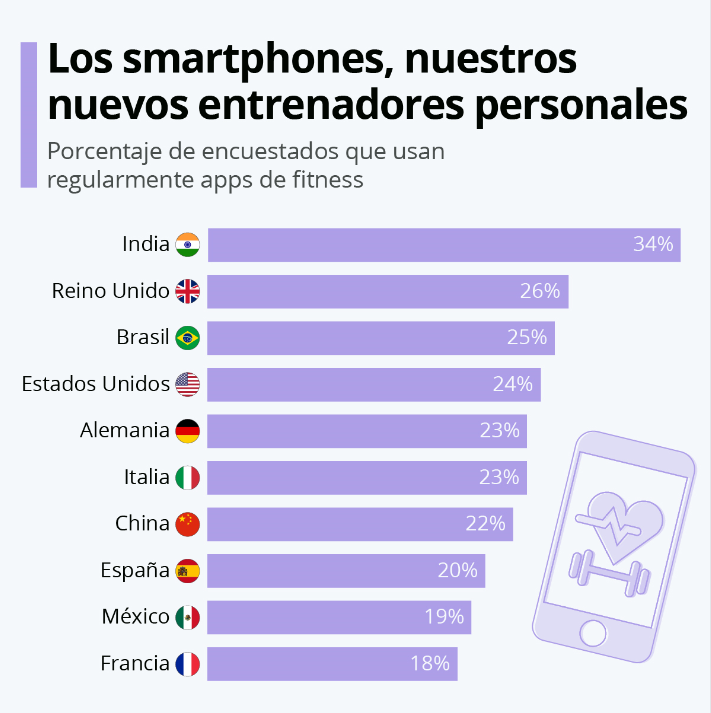 Los smartphones, nuestros
nuevos entrenadores personales
Porcentaje de encuestados que usan
regularmente apps de fitness
India 34%
Reino Unido 26%
Brasil 25%
Estados Unidos 24%
Alemania 23%
Italia 23%
China 22%
España 20%
México 19%
Francia 18%